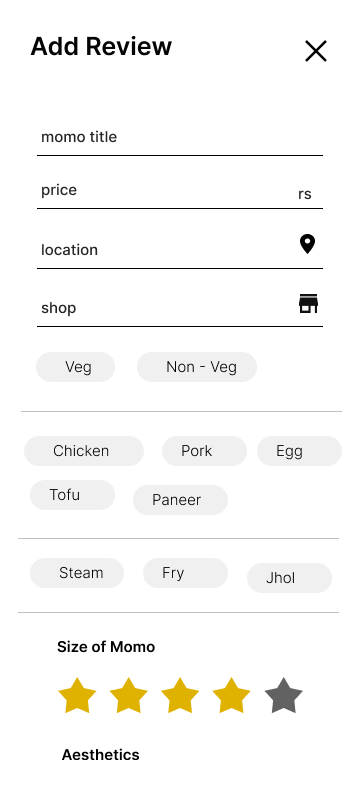 Add Review
momo title
price rs
location
shop
Veg Non - Veg
Chicken Pork Egg
Tofu Paneer
Steam Fry Jhol
Size of Momo
Aesthetics